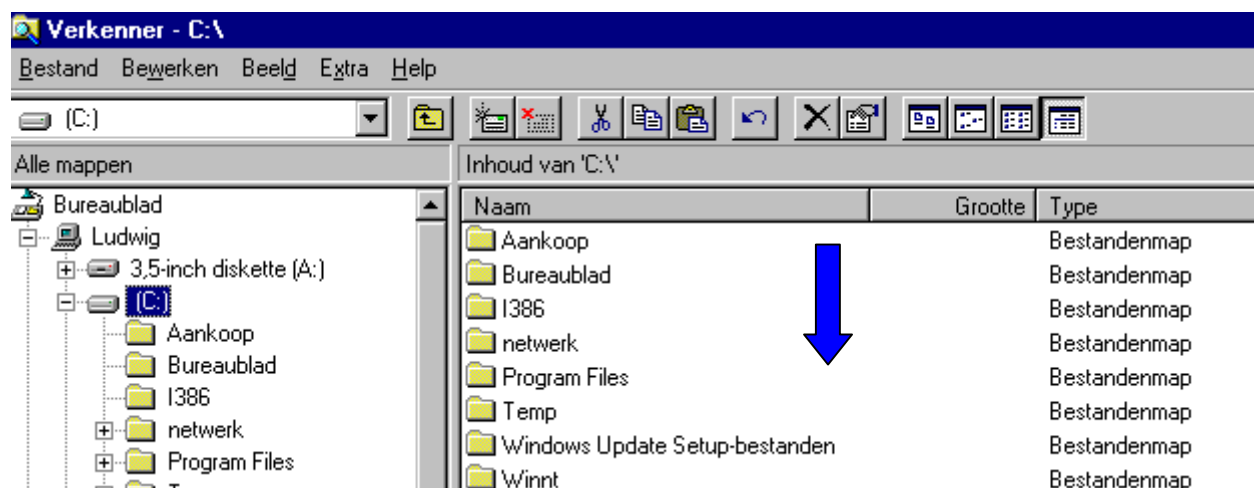 Verkenner - C:\
Bestand Bewerken Beeld Extra Help
(C:)
Alle mappen
Inhoud van 'C:\'
Bureaublad
Ludwig
3,5-inch diskette (A:)
(C:)
Aankoop
Bureaublad
I386
netwerk
Program Files
Naam Grootte Type
Aankoop Bestandenmap
Bureaublad Bestandenmap
I386 Bestandenmap
netwerk Bestandenmap
Program Files Bestandenmap
Temp Bestandenmap
Windows Update Setup-bestanden Bestandenmap
Winnt Bestandenmap